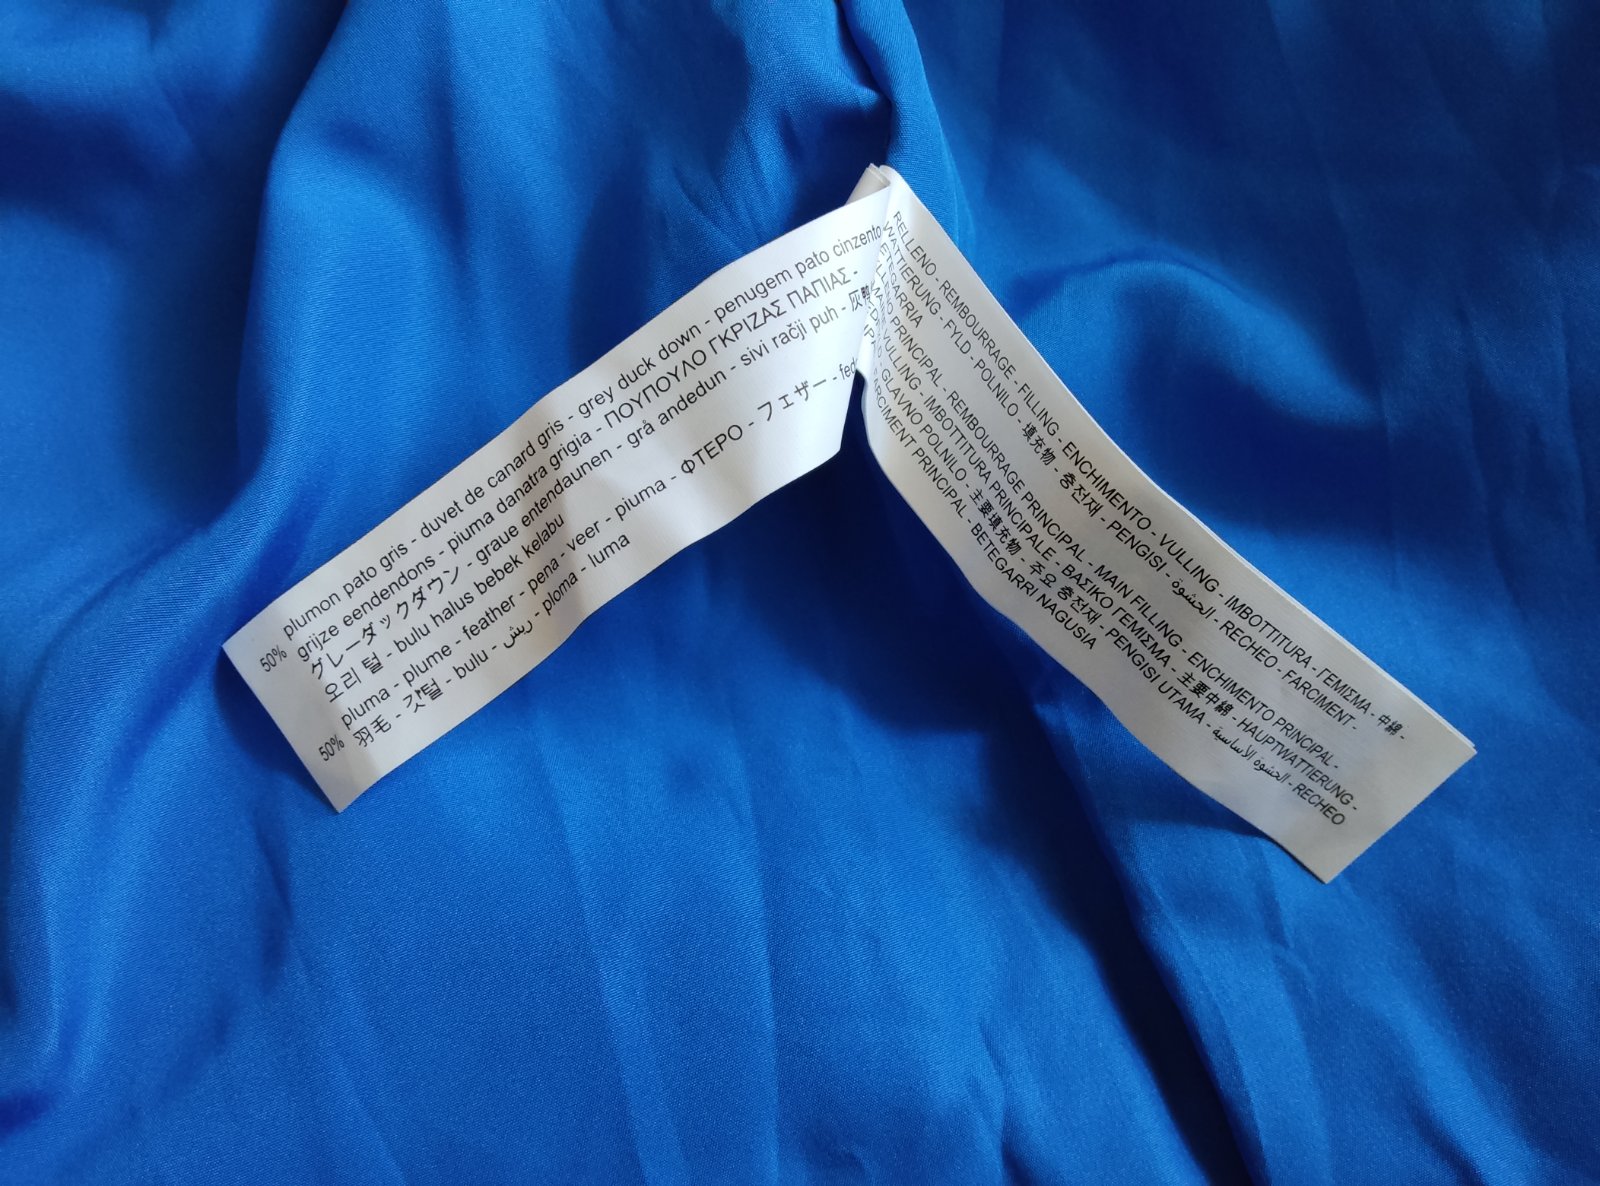 50% plumon pato gris - duvet de canard gris - grey duck down - penugem pato cinzento
grijze eendendons - piuma danatra grigia - ΠΟΥΠΟΥΛΟ ΓΚΡΙΖΑΣ ΠΑΠΙΑΣ -
グレーダックダウン - graue entendaunen - grå andedun - sivi račji puh - 灰鴨
오리 털 - bulu halus bebek kelabu
50% pluma - plume - feather - pena - veer - piuma - ΦΤΕΡΟ - フェザー -
羽毛 - 깃털 - bulu - ريش - ploma - luma
RELLENO - REMBOURRAGE - FILLING - ENCHIMENTO - VULLING - IMBOTTITURA - ΓΕΜΙΣΜΑ - 中綿 -
WATTIERUNG - FYLD - POLNILO - 填充物 - 충전재 - PENGISI - الحشوة - RECHEO - FARCIMENT -
BETEGARRIA
PRINCIPAL - REMBOURRAGE PRINCIPAL - MAIN FILLING - ENCHIMENTO PRINCIPAL -
VULLING - IMBOTTITURA PRINCIPALE - ΒΑΣΙΚΟ ΓΕΜΙΣΜΑ - 主要中綿 - HAUPTWATTIERUNG -
GLAVNO POLNILO - 主要填充物 - 주요 충전재 - PENGISI UTAMA - الحشوة الاساسية - RECHEO
FARCIMENT PRINCIPAL - BETEGARRI NAGUSIA